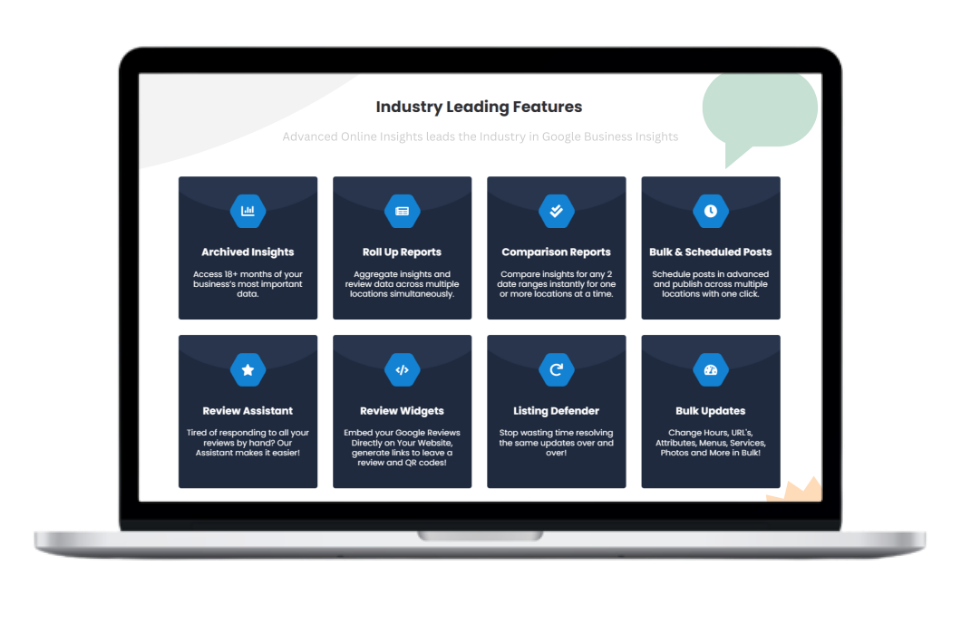 Industry Leading Features
Advanced Online Insights leads the Industry in Google Business Insights
Archived Insights
Access 18+ months of your
business's most important
data.
Roll Up Reports
Aggregate insights and
review data across multiple
locations simultaneously.
Comparison Reports
Compare insights for any 2
date ranges instantly for one
or more locations at a time.
Bulk & Scheduled Posts
Schedule posts in advanced
and publish across multiple
locations with one click.
Review Assistant
Tired of responding to all your
reviews by hand? Our
Assistant makes it easier!
Review Widgets
Embed your Google Reviews
Directly on Your Website,
generate links to leave a
review and QR codes!
Listing Defender
Stop wasting time resolving
the same updates over and
over!
Bulk Updates
Change Hours, URL's,
Attributes, Menus, Services,
Photos and More in Bulk!